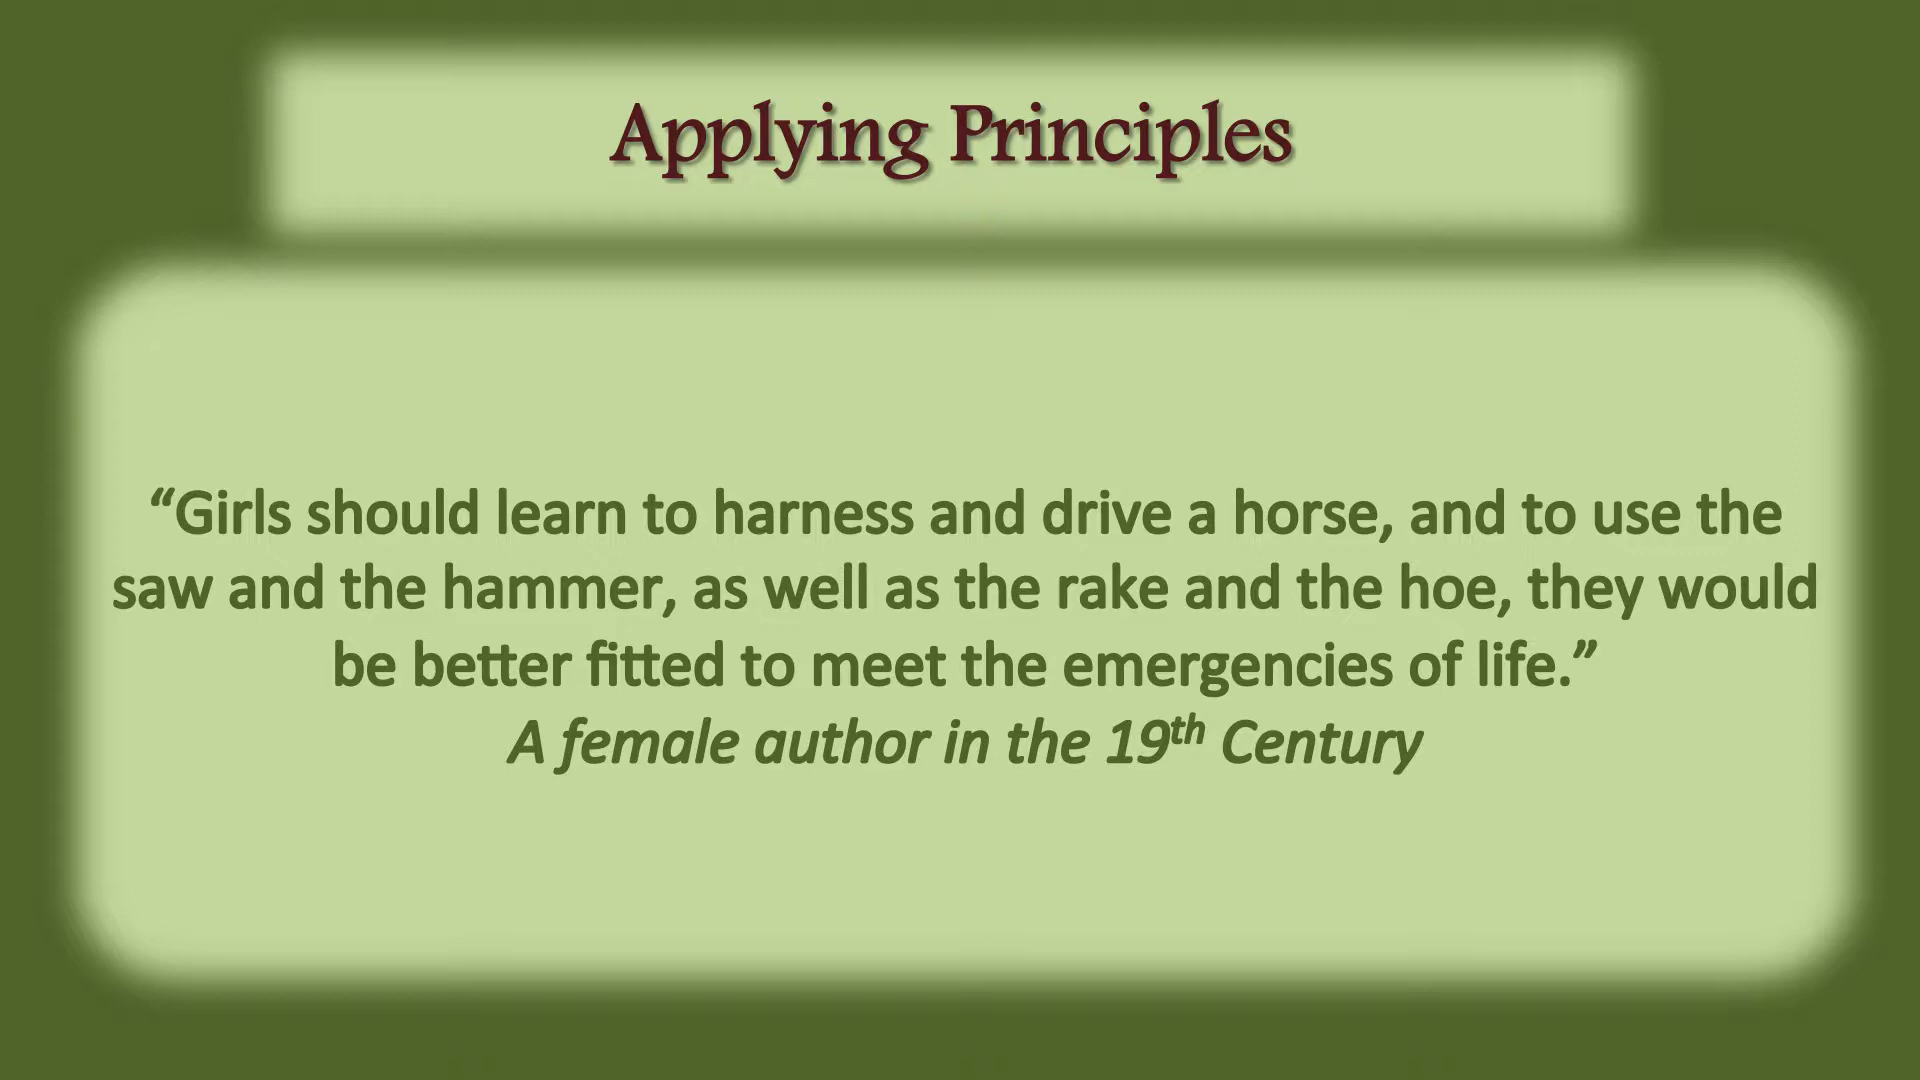 Applying Principles
“Girls should learn to harness and drive a horse, and to use the
saw and the hammer, as well as the rake and the hoe, they would
be better fitted to meet the emergencies of life.”
A female author in the 19th Century